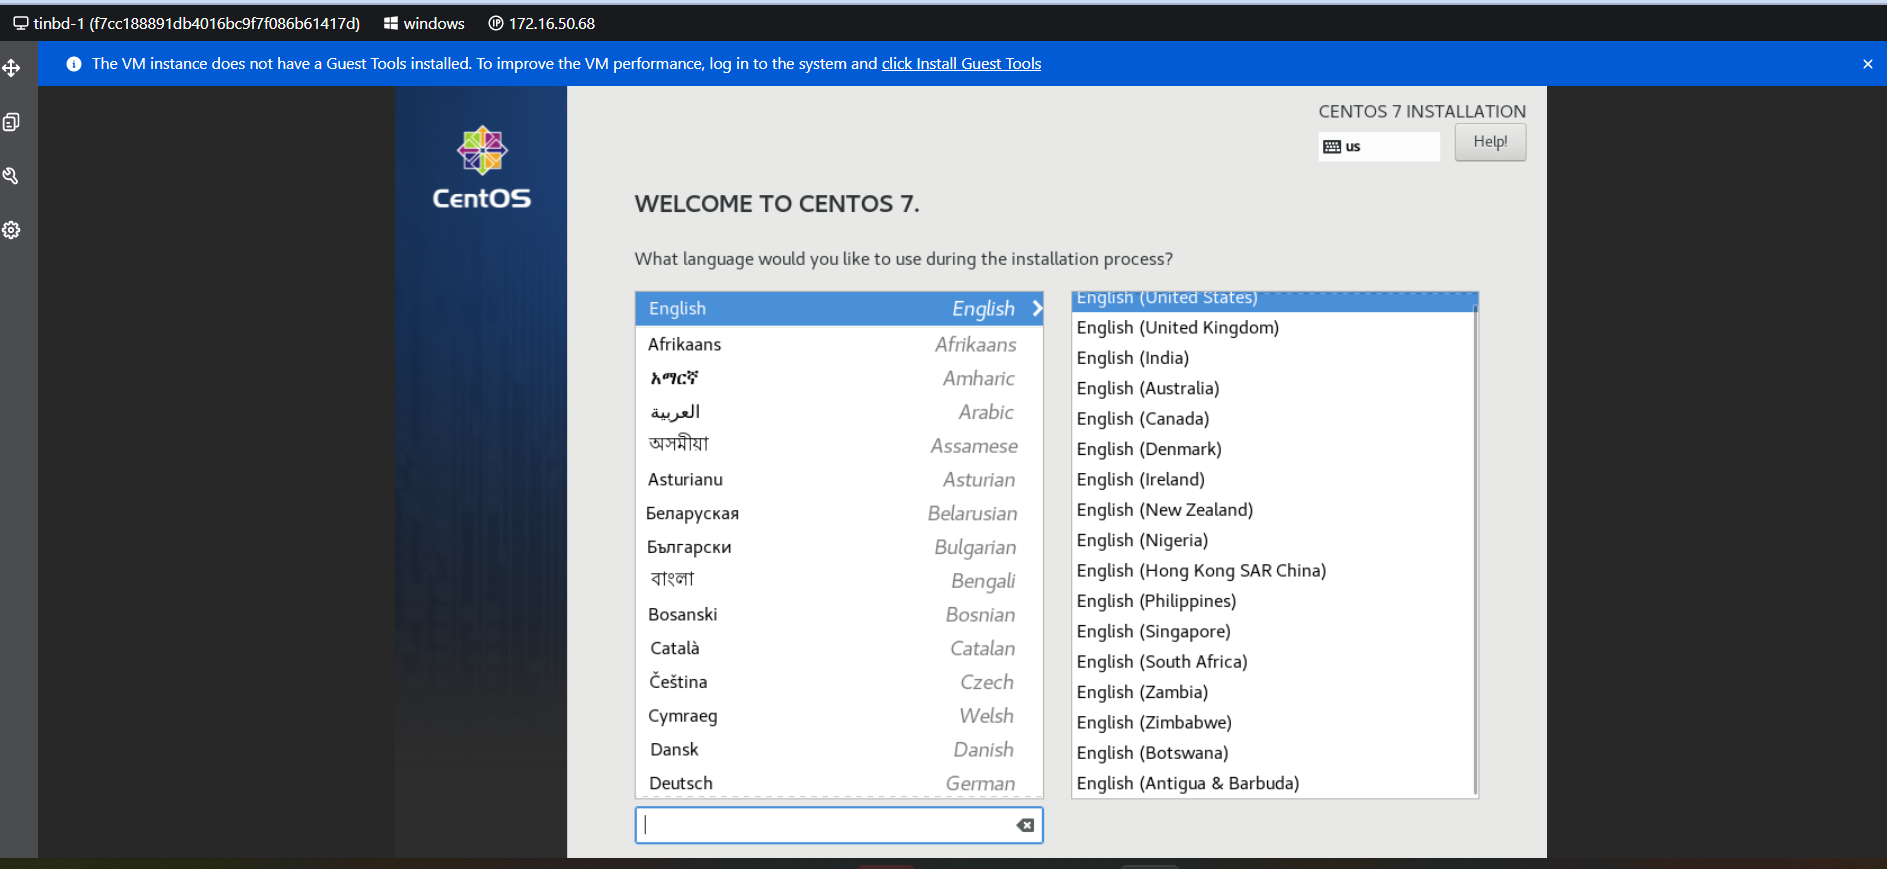 tinbd-1 (f7cc188891db4016bc9f7f086b61417d) windows IP 172.16.50.68
The VM instance does not have a Guest Tools installed. To improve the VM performance, log in to the system and click Install Guest Tools
CentOS
CENTOS 7 INSTALLATION
us
Help!
WELCOME TO CENTOS 7.
What language would you like to use during the installation process?
English English
Afrikaans Afrikaans
አማርኛ Amharic
العربية Arabic
অসমীয়া Assamese
Asturianu Asturian
Беларуская Belarusian
Български Bulgarian
বাংলা Bengali
Bosanski Bosnian
Català Catalan
Čeština Czech
Cymraeg Welsh
Dansk Danish
Deutsch German
English (United States)
English (United Kingdom)
English (India)
English (Australia)
English (Canada)
English (Denmark)
English (Ireland)
English (New Zealand)
English (Nigeria)
English (Hong Kong SAR China)
English (Philippines)
English (Singapore)
English (South Africa)
English (Zambia)
English (Zimbabwe)
English (Botswana)
English (Antigua & Barbuda)